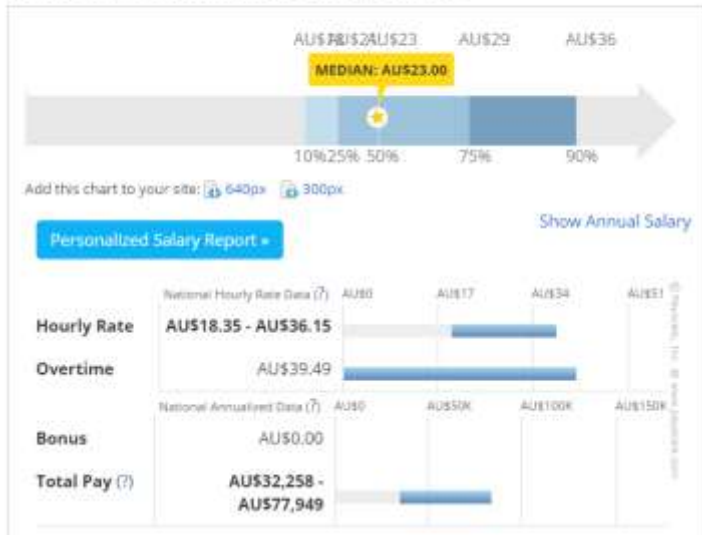 AU$18 AU$21 AU$23 AU$29 AU$36
MEDIAN: AU$23.00
10% 25% 50% 75% 90%
Add this chart to your site: 640px 300px
Show Annual Salary
Personalized Salary Report »
National Hourly Rate Data (?) AU$0 AU$17 AU$34 AU$51
Hourly Rate AU$18.35 - AU$36.15
Overtime AU$39.49
National Annualized Data (?) AU$0 AU$50K AU$100K AU$150K
Bonus AU$0.00
Total Pay (?) AU$32,258 -
AU$77,949